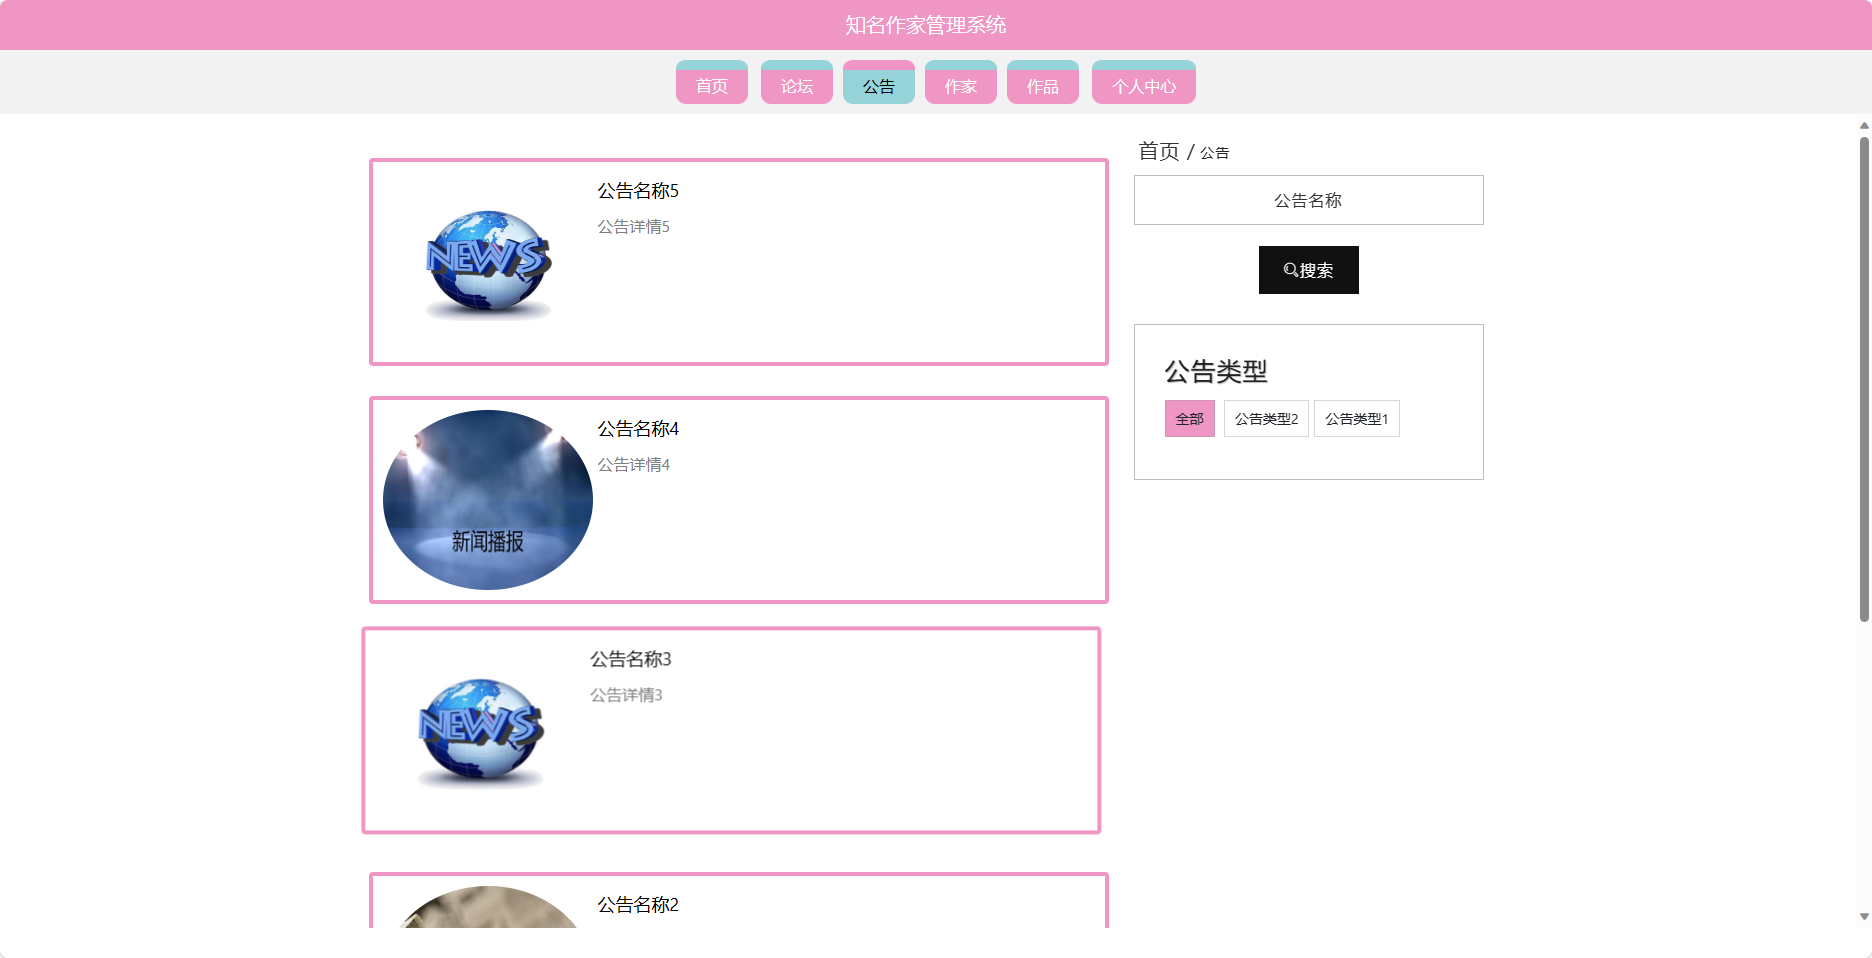 知名作家管理系统
首页 论坛 公告 作家 作品 个人中心
首页 / 公告
公告名称
搜索
公告类型
全部 公告类型2 公告类型1
NEWS
公告名称5
公告详情5
新闻播报
公告名称4
公告详情4
NEWS
公告名称3
公告详情3
公告名称2